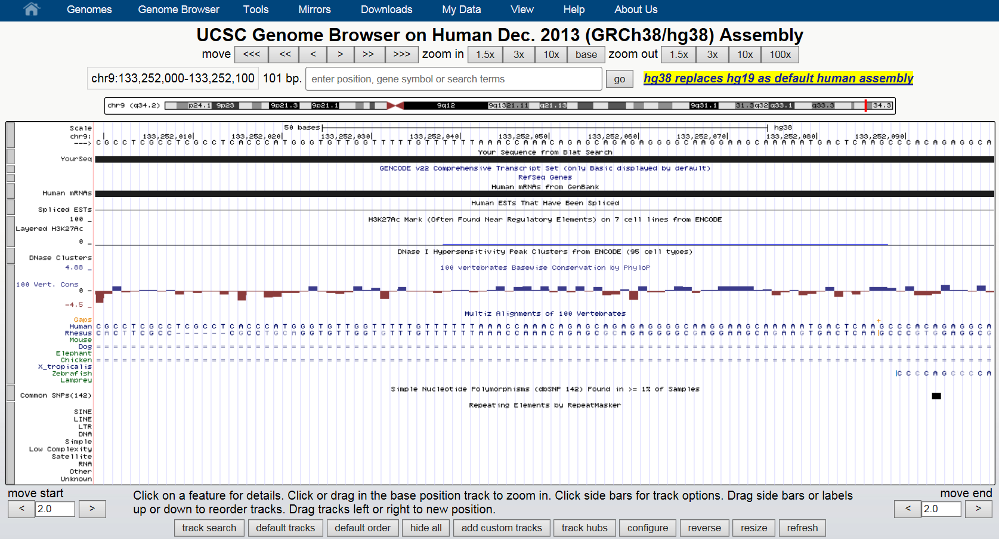 Genomes Genome Browser Tools Mirrors Downloads My Data View Help About Us
UCSC Genome Browser on Human Dec. 2013 (GRCh38/hg38) Assembly
move <<< << < > >> >>> zoom in 1.5x 3x 10x base zoom out 1.5x 3x 10x 100x
chr9:133,252,000-133,252,100 101 bp. enter position, gene symbol or search terms go hg38 replaces hg19 as default human assembly
chr9 (q34.2) p24.1 9p23 9p21.3 9p21.1 9q12 9q13 21.11 q21.13 9q31.1 31.3 q32 q33.1 q33.3 34.3
Scale 50 bases hg38
chr9: 133,252,010 133,252,020 133,252,030 133,252,040 133,252,050 133,252,060 133,252,070 133,252,080 133,252,090
---> C G C C T C G C C T C G C C T C A C C C A T G G G T G T T G G T T T T T G T T T T T T A A A C C A A A C A G A G C A G A G A G G G G C A A G G A A G C A A A A A T G A C T C A A G C C C A C A G A G G C A
Your Sequence from Blat Search
YourSeq
GENCODE v22 Comprehensive Transcript Set (only Basic displayed by default)
RefSeq Genes
Human mRNAs from GenBank
Human mRNAs
Human ESTs That Have Been Spliced
Spliced ESTs
H3K27Ac Mark (Often Found Near Regulatory Elements) on 7 cell lines from ENCODE
100 _
Layered H3K27Ac
0 _
DNase I Hypersensitivity Peak Clusters from ENCODE (95 cell types)
DNase Clusters
100 vertebrates Basewise Conservation by PhyloP
4.88 _
100 Vert. Cons
0 -
-4.5 _
Multiz Alignments of 100 Vertebrates
Gaps +
Human C G C C T C G C C T C G C C T C A C C C A T G G G T G T T G G T T T T T G T T T T T T A A A C C A A A C A G A G C A G A G A G G G G C A A G G A A G C A A A A A T G A C T C A A G C C C A C A G A G G C A
Rhesus C A C T T C G C C - - - - - - C G C C T G C A G G T G T T G G T G T T T G T T T T T T A A A C C A A A C A G A G C G C A G A G G G G C G A G G A A G C A G A A G T G A C T C A A G C C C G T G G A G G C G
Mouse
Dog = = = = = = = = = = = = = = = = = = = = = = = = = = = = = = = = = = = = = = = = = = = = = = = = = = = = = = = = = = = = = = = = = = = = = = = = = = = = = = = = = = = = = = = = = = = = = = = = = = = = =
Elephant
Chicken = = = = = = = = = = = = = = = = = = = = = = = = = = = = = = = = = = = = = = = = = = = = = = = = = = = = = = = = = = = = = = = = = = = = = = = = = = = = = = = = = = = = = = = = = = = = = = = = = = = = =
X_tropicalis
Zebrafish C C C C A G C C C C A
Lamprey
Simple Nucleotide Polymorphisms (dbSNP 142) Found in >= 1% of Samples
Common SNPs(142)
Repeating Elements by RepeatMasker
SINE
LINE
LTR
DNA
Simple
Low Complexity
Satellite
RNA
Other
Unknown
move start Click on a feature for details. Click or drag in the base position track to zoom in. Click side bars for track options. Drag side bars or labels move end
< 2.0 > up or down to reorder tracks. Drag tracks left or right to new position. < 2.0 >
track search default tracks default order hide all add custom tracks track hubs configure reverse resize refresh